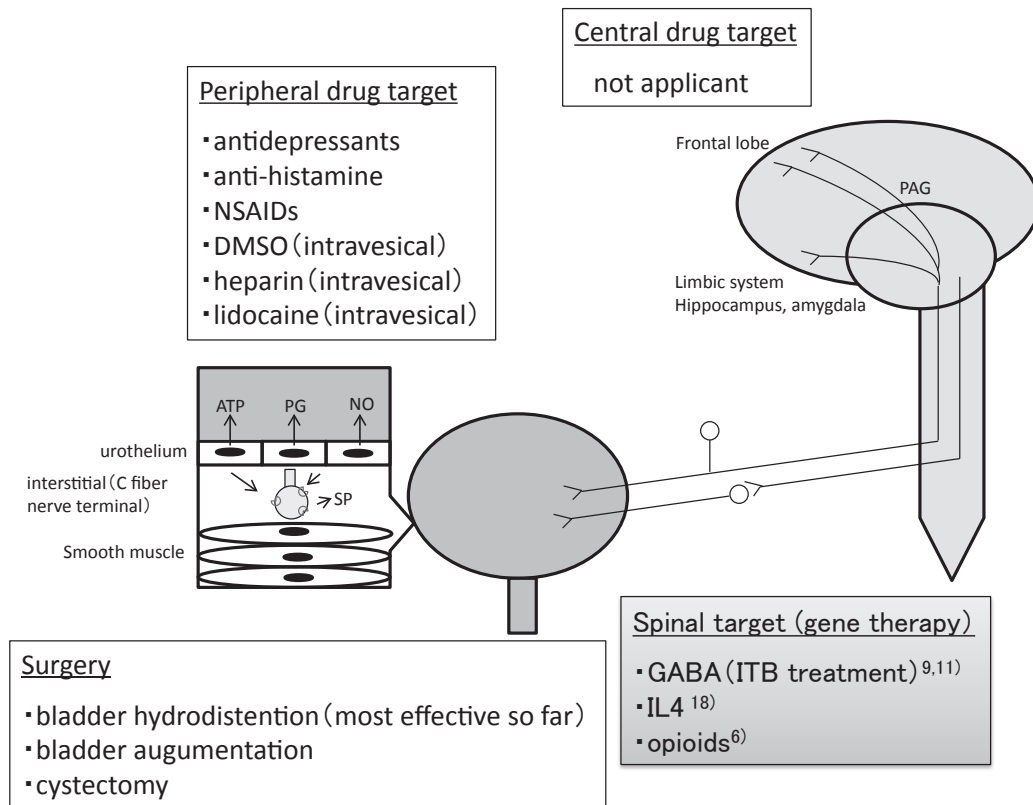 Central drug target
not applicant
Peripheral drug target
・antidepressants
・anti-histamine
・NSAIDs
・DMSO（intravesical）
・heparin（intravesical）
・lidocaine（intravesical）
Frontal lobe
PAG
Limbic system
Hippocampus, amygdala
ATP
PG
NO
urothelium
interstitial（C fiber
nerve terminal）
SP
Smooth muscle
Spinal target (gene therapy)
・GABA（ITB treatment）9,11)
・IL4 18)
・opioids6)
Surgery
・bladder hydrodistention（most effective so far）
・bladder augumentation
・cystectomy